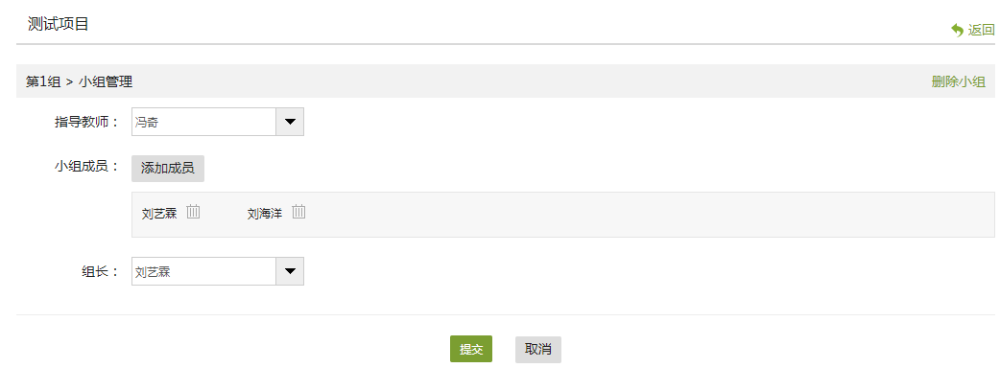 测试项目
返回
第1组 > 小组管理
删除小组
指导教师：
冯奇
小组成员：
添加成员
刘艺霖 刘海洋
组长：
刘艺霖
提交 取消